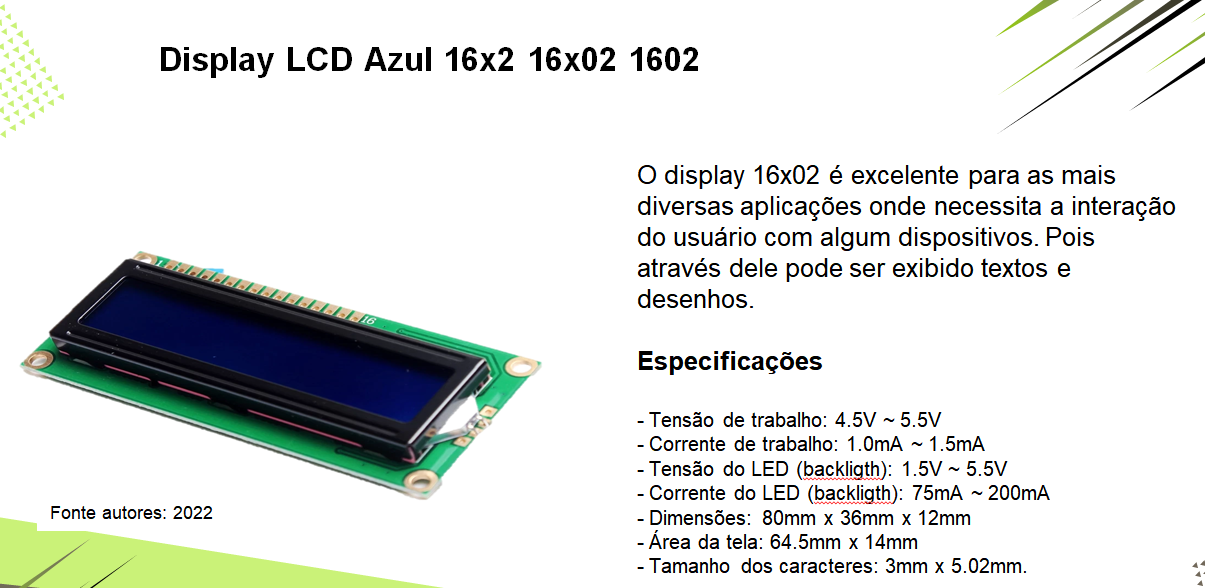 Display LCD Azul 16x2 16x02 1602
O display 16x02 é excelente para as mais
diversas aplicações onde necessita a interação
do usuário com algum dispositivos. Pois
através dele pode ser exibido textos e
desenhos.
Especificações
- Tensão de trabalho: 4.5V ~ 5.5V
- Corrente de trabalho: 1.0mA ~ 1.5mA
- Tensão do LED (backligth): 1.5V ~ 5.5V
- Corrente do LED (backligth): 75mA ~ 200mA
- Dimensões: 80mm x 36mm x 12mm
- Área da tela: 64.5mm x 14mm
- Tamanho dos caracteres: 3mm x 5.02mm.
1
16
Fonte autores: 2022